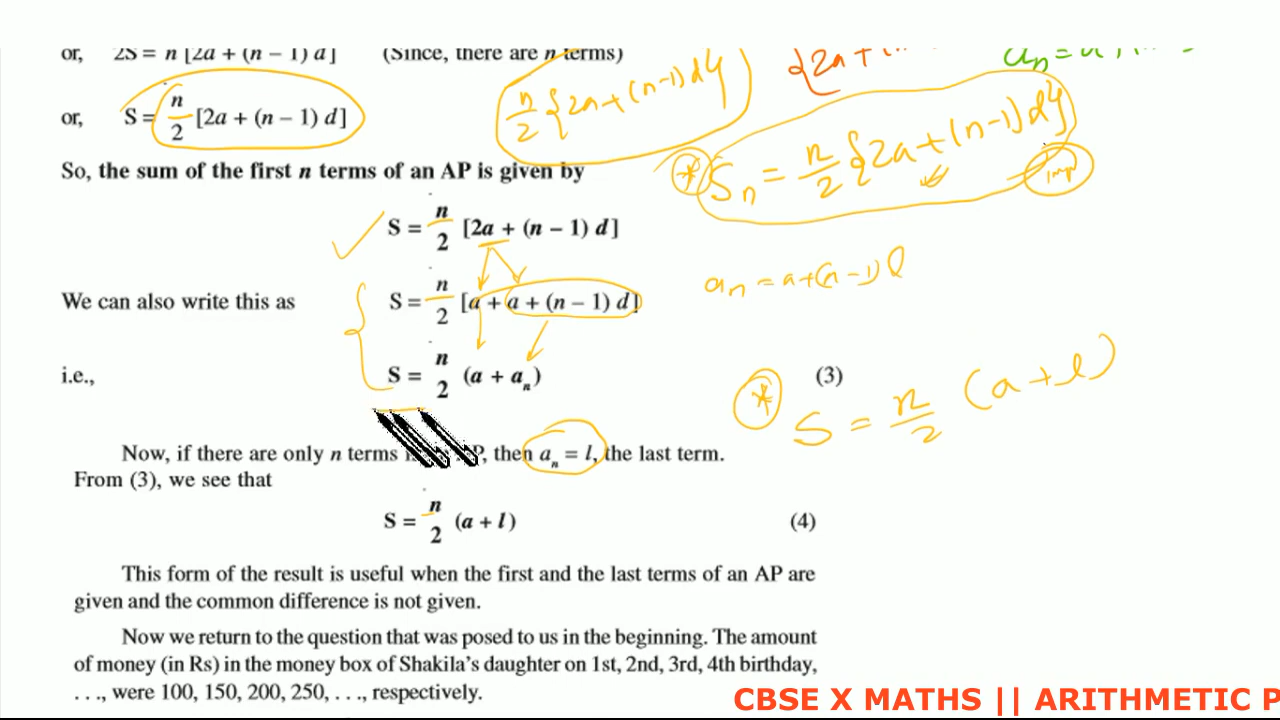 or, 2S = n [2a + (n − 1) d] (Since, there are n terms)
{2a +
or, S = n/2 [2a + (n − 1) d]
n/2 {2a + (n-1)d}
* Sn = n/2 {2a + (n-1)d} imp
So, the sum of the first n terms of an AP is given by
S = n/2 [2a + (n − 1) d]
We can also write this as S = n/2 [a + a + (n − 1) d]
an = a + (n-1)
i.e., S = n/2 (a + an) (3)
* S = n/2 (a + l)
Now, if there are only n terms P, then an = l, the last term.
From (3), we see that
S = n/2 (a + l) (4)
This form of the result is useful when the first and the last terms of an AP are
given and the common difference is not given.
Now we return to the question that was posed to us in the beginning. The amount
of money (in Rs) in the money box of Shakila's daughter on 1st, 2nd, 3rd, 4th birthday,
. . ., were 100, 150, 200, 250, . . ., respectively.
CBSE X MATHS || ARITHMETIC P